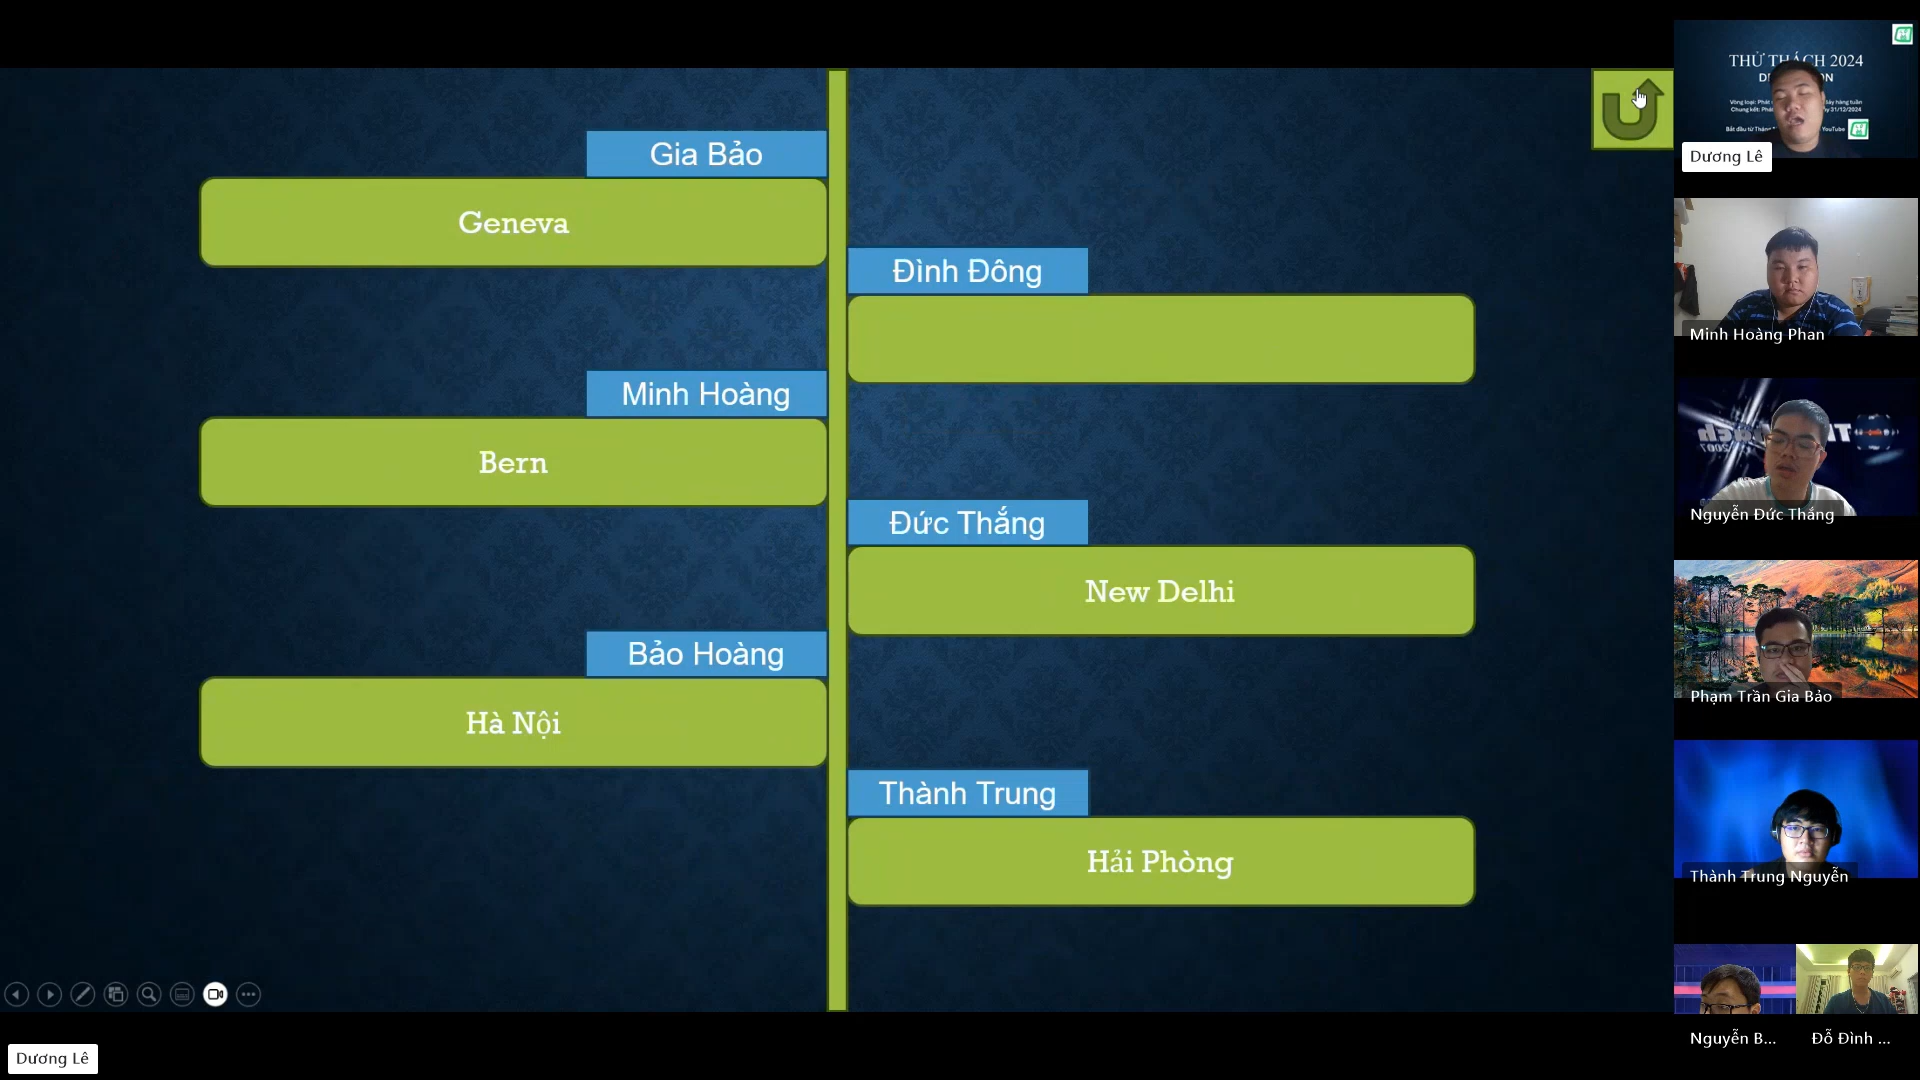 Gia Bảo
Geneva
Đình Đông
Minh Hoàng
Bern
Đức Thắng
New Delhi
Bảo Hoàng
Hà Nội
Thành Trung
Hải Phòng
Dương Lê
THỬ THÁCH 2024
Dương Lê
Minh Hoàng Phan
Nguyễn Đức Thắng
Phạm Trần Gia Bảo
Thành Trung Nguyễn
Nguyễn B...
Đỗ Đình ...